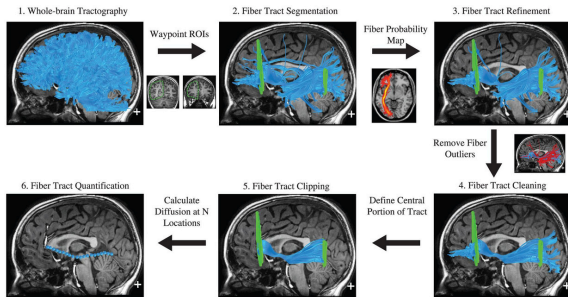 1. Whole-brain Tractography
Waypoint ROIs
2. Fiber Tract Segmentation
Fiber Probability
Map
3. Fiber Tract Refinement
Remove Fiber
Outliers
4. Fiber Tract Cleaning
Define Central
Portion of Tract
5. Fiber Tract Clipping
Calculate
Diffusion at N
Locations
6. Fiber Tract Quantification